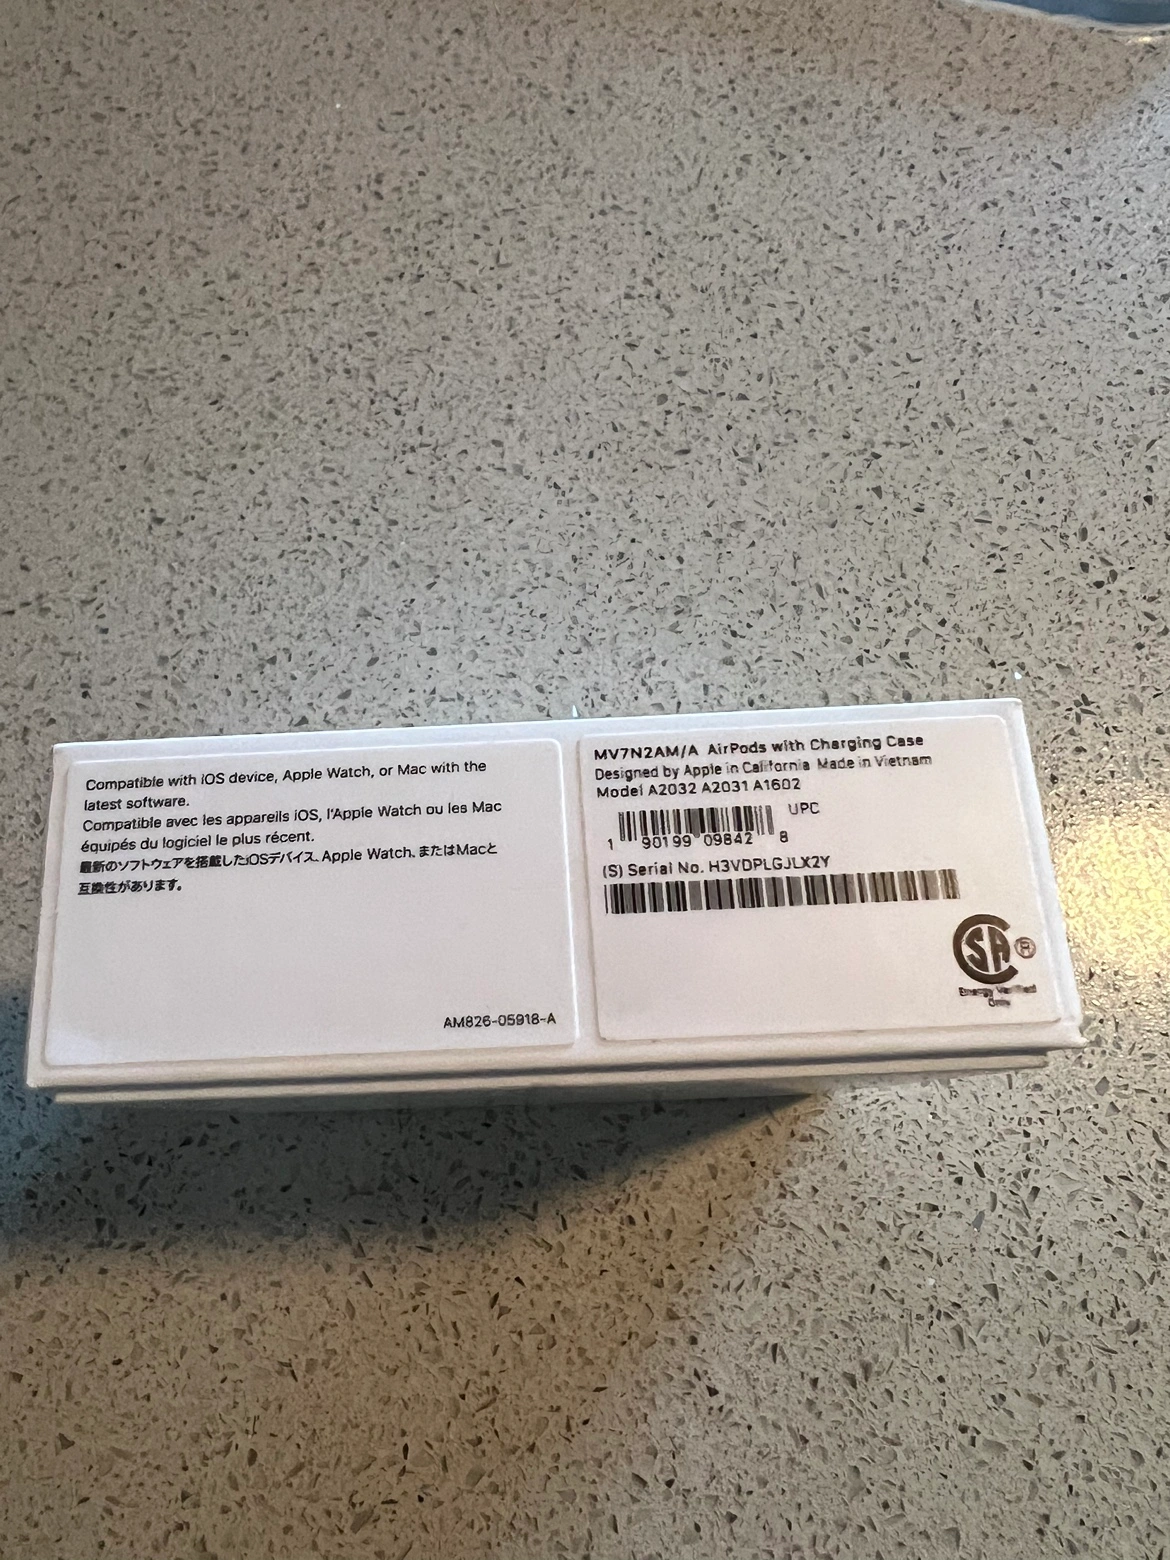 Compatible with iOS device, Apple Watch, or Mac with the
latest software.
Compatible avec les appareils iOS, l'Apple Watch ou les Mac
équipés du logiciel le plus récent.
最新のソフトウェアを搭載したiOSデバイス、Apple Watch、またはMacと
互換性があります。
AM826-05918-A
MV7N2AM/A AirPods with Charging Case
Designed by Apple in California Made in Vietnam
Model A2032 A2031 A1602
UPC
1 90199 09842 8
(S) Serial No. H3VDPLGJLX2Y
CSA ®
Energy Verified
Only